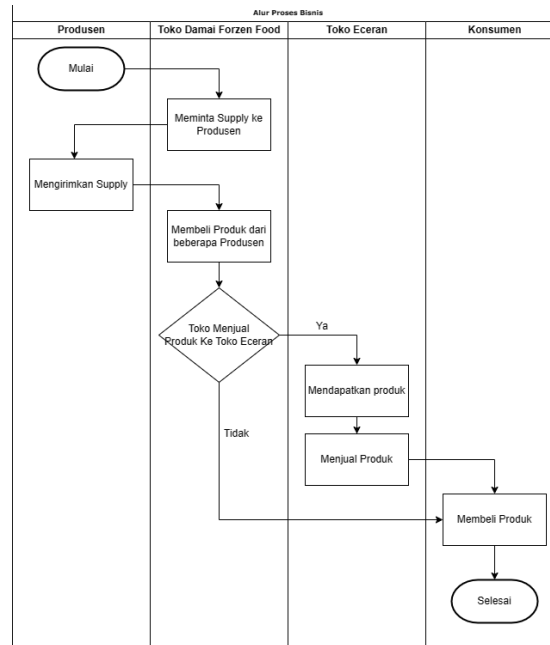 Alur Proses Bisnis
Produsen
Toko Damai Forzen Food
Toko Eceran
Konsumen
Mulai
Meminta Supply ke
Produsen
Mengirimkan Supply
Membeli Produk dari
beberapa Produsen
Toko Menjual
Produk Ke Toko Eceran
Ya
Mendapatkan produk
Tidak
Menjual Produk
Membeli Produk
Selesai